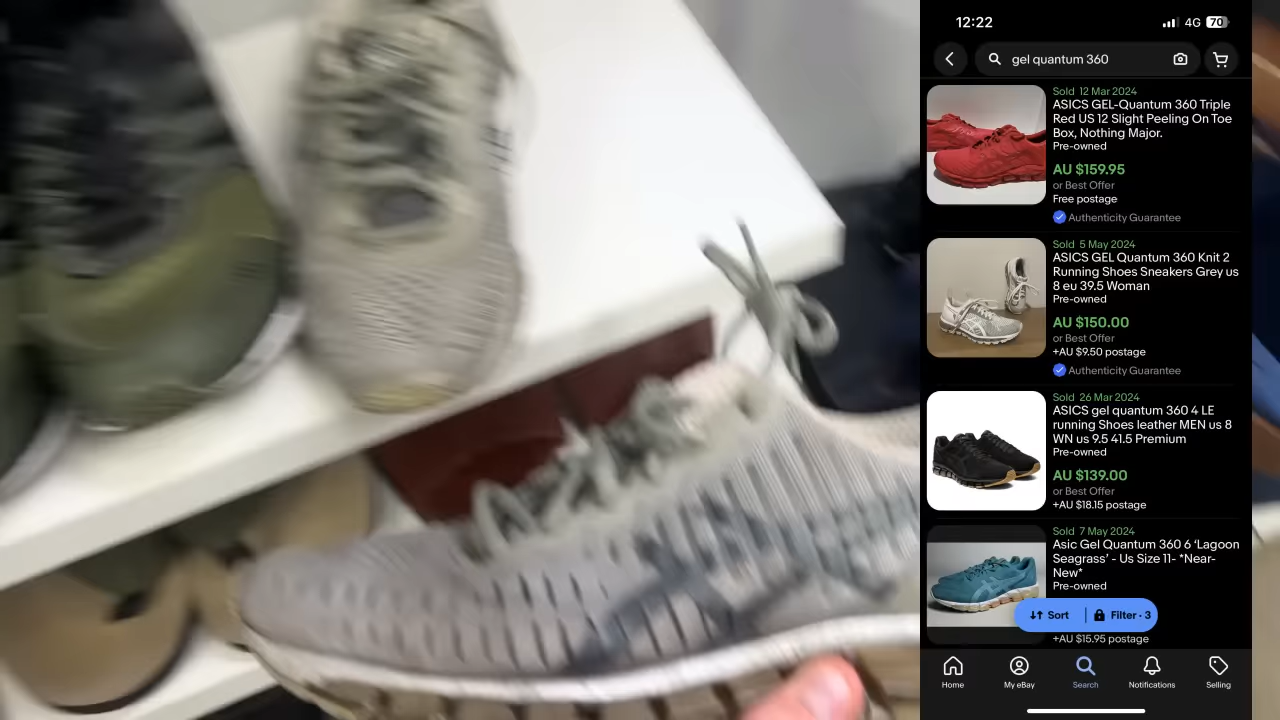 12:22
4G
70
gel quantum 360
Sold 12 Mar 2024
ASICS GEL-Quantum 360 Triple
Red US 12 Slight Peeling On Toe
Box, Nothing Major.
Pre-owned
AU $159.95
or Best Offer
Free postage
Authenticity Guarantee
Sold 5 May 2024
ASICS GEL Quantum 360 Knit 2
Running Shoes Sneakers Grey us
8 eu 39.5 Woman
Pre-owned
AU $150.00
or Best Offer
+AU $9.50 postage
Authenticity Guarantee
Sold 26 Mar 2024
ASICS gel quantum 360 4 LE
running Shoes leather MEN us 8
WN us 9.5 41.5 Premium
Pre-owned
AU $139.00
or Best Offer
+AU $18.15 postage
Sold 7 May 2024
Asic Gel Quantum 360 6 ‘Lagoon
Seagrass’ - Us Size 11- *Near-
New*
Pre-owned
Sort
Filter • 3
+AU $15.95 postage
Home
My eBay
Search
Notifications
Selling